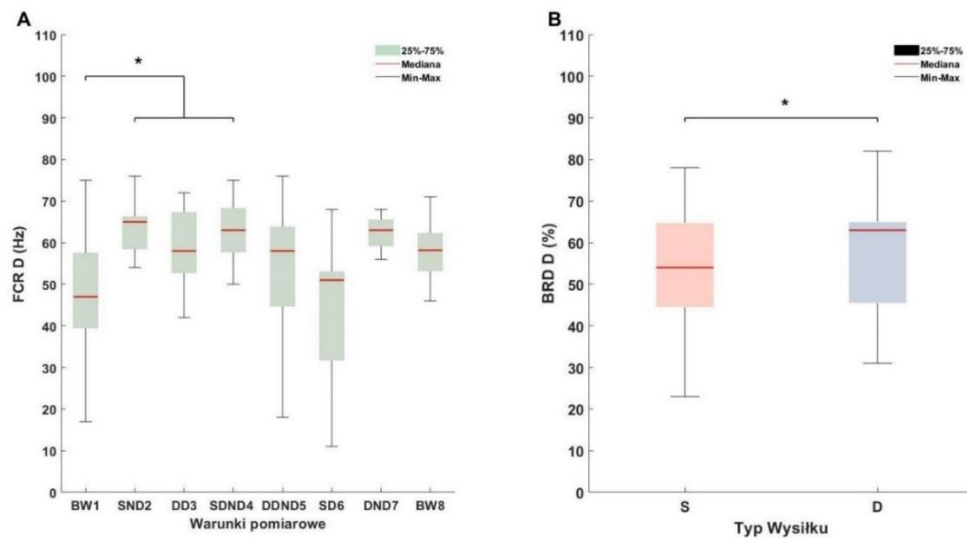 A
110
100
90
80
70
60
50
40
30
20
10
0
FCR D (Hz)
*
25%-75%
Mediana
Min-Max
BW1 SND2 DD3 SDND4 DDND5 SD6 DND7 BW8
Warunki pomiarowe
B
110
100
90
80
70
60
50
40
30
20
10
0
BRD D (%)
*
25%-75%
Mediana
Min-Max
S D
Typ Wysiłku